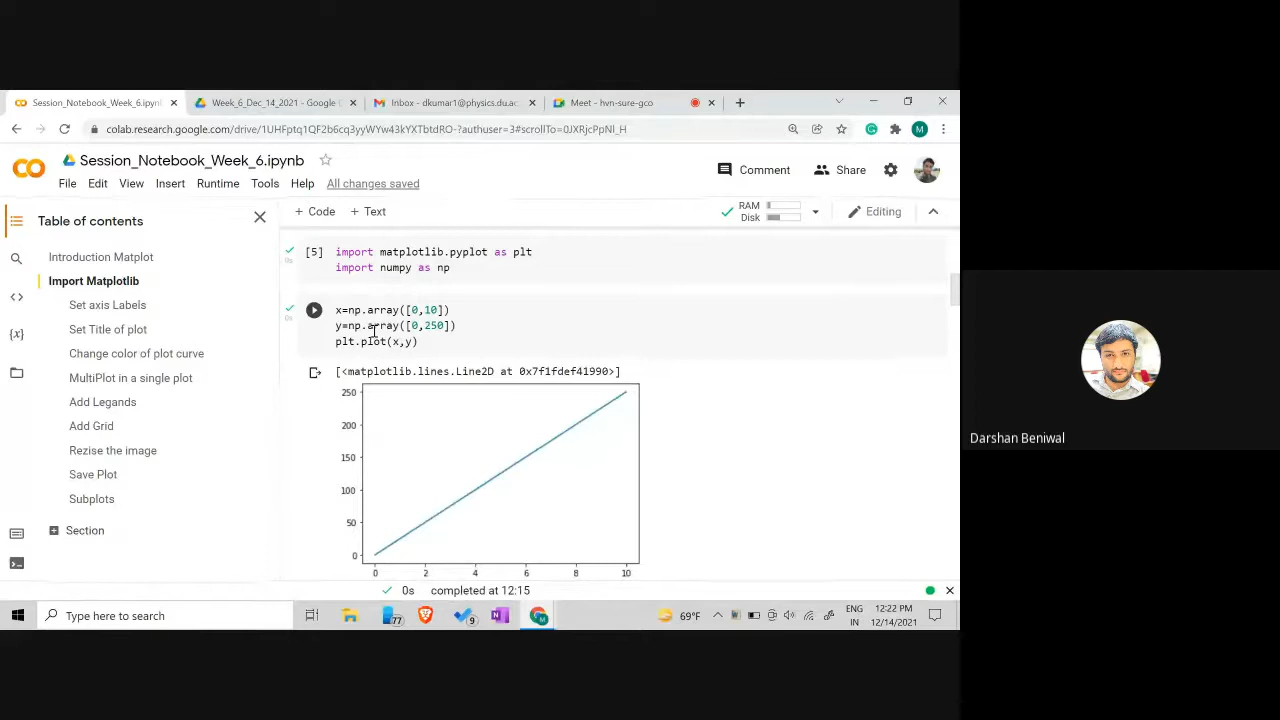 Session_Notebook_Week_6.ipynb
Week_6_Dec_14_2021 - Google
Inbox - dkumar1@physics.du.ac
Meet - hvn-sure-gco
colab.research.google.com/drive/1UHFptq1QF2b6cq3yyWYw43kYXTbtdRO-?authuser=3#scrollTo=0JXRjcPpNI_H
M
CO
Session_Notebook_Week_6.ipynb
Comment
Share
File Edit View Insert Runtime Tools Help All changes saved
+ Code + Text
RAM
Disk
Editing
Table of contents
Introduction Matplot
Import Matplotlib
Set axis Labels
Set Title of plot
Change color of plot curve
MultiPlot in a single plot
Add Legands
Add Grid
Rezise the image
Save Plot
Subplots
Section
[5] import matplotlib.pyplot as plt
import numpy as np
0s
x=np.array([0,10])
y=np.array([0,250])
plt.plot(x,y)
0s
[<matplotlib.lines.Line2D at 0x7f1fdef41990>]
250
200
150
100
50
0
0 2 4 6 8 10
0s completed at 12:15
Type here to search
77
9
69°F
ENG
IN
12:22 PM
12/14/2021
Darshan Beniwal